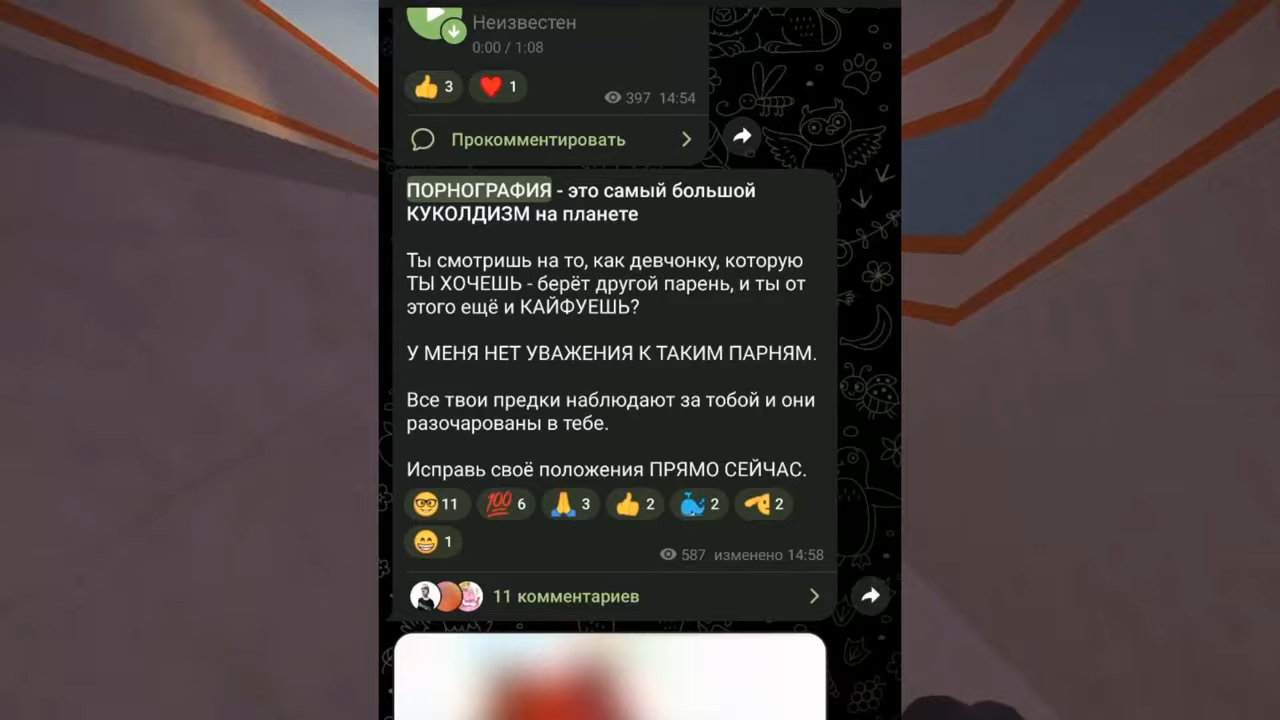 Неизвестен
0:00 / 1:08
3 1
397 14:54
Прокомментировать
ПОРНОГРАФИЯ - это самый большой
КУКОЛДИЗМ на планете
Ты смотришь на то, как девчонку, которую
ТЫ ХОЧЕШЬ - берёт другой парень, и ты от
этого ещё и КАЙФУЕШЬ?
У МЕНЯ НЕТ УВАЖЕНИЯ К ТАКИМ ПАРНЯМ.
Все твои предки наблюдают за тобой и они
разочарованы в тебе.
Исправь своё положения ПРЯМО СЕЙЧАС.
11 100 6 3 2 2 2
1
587 изменено 14:58
11 комментариев